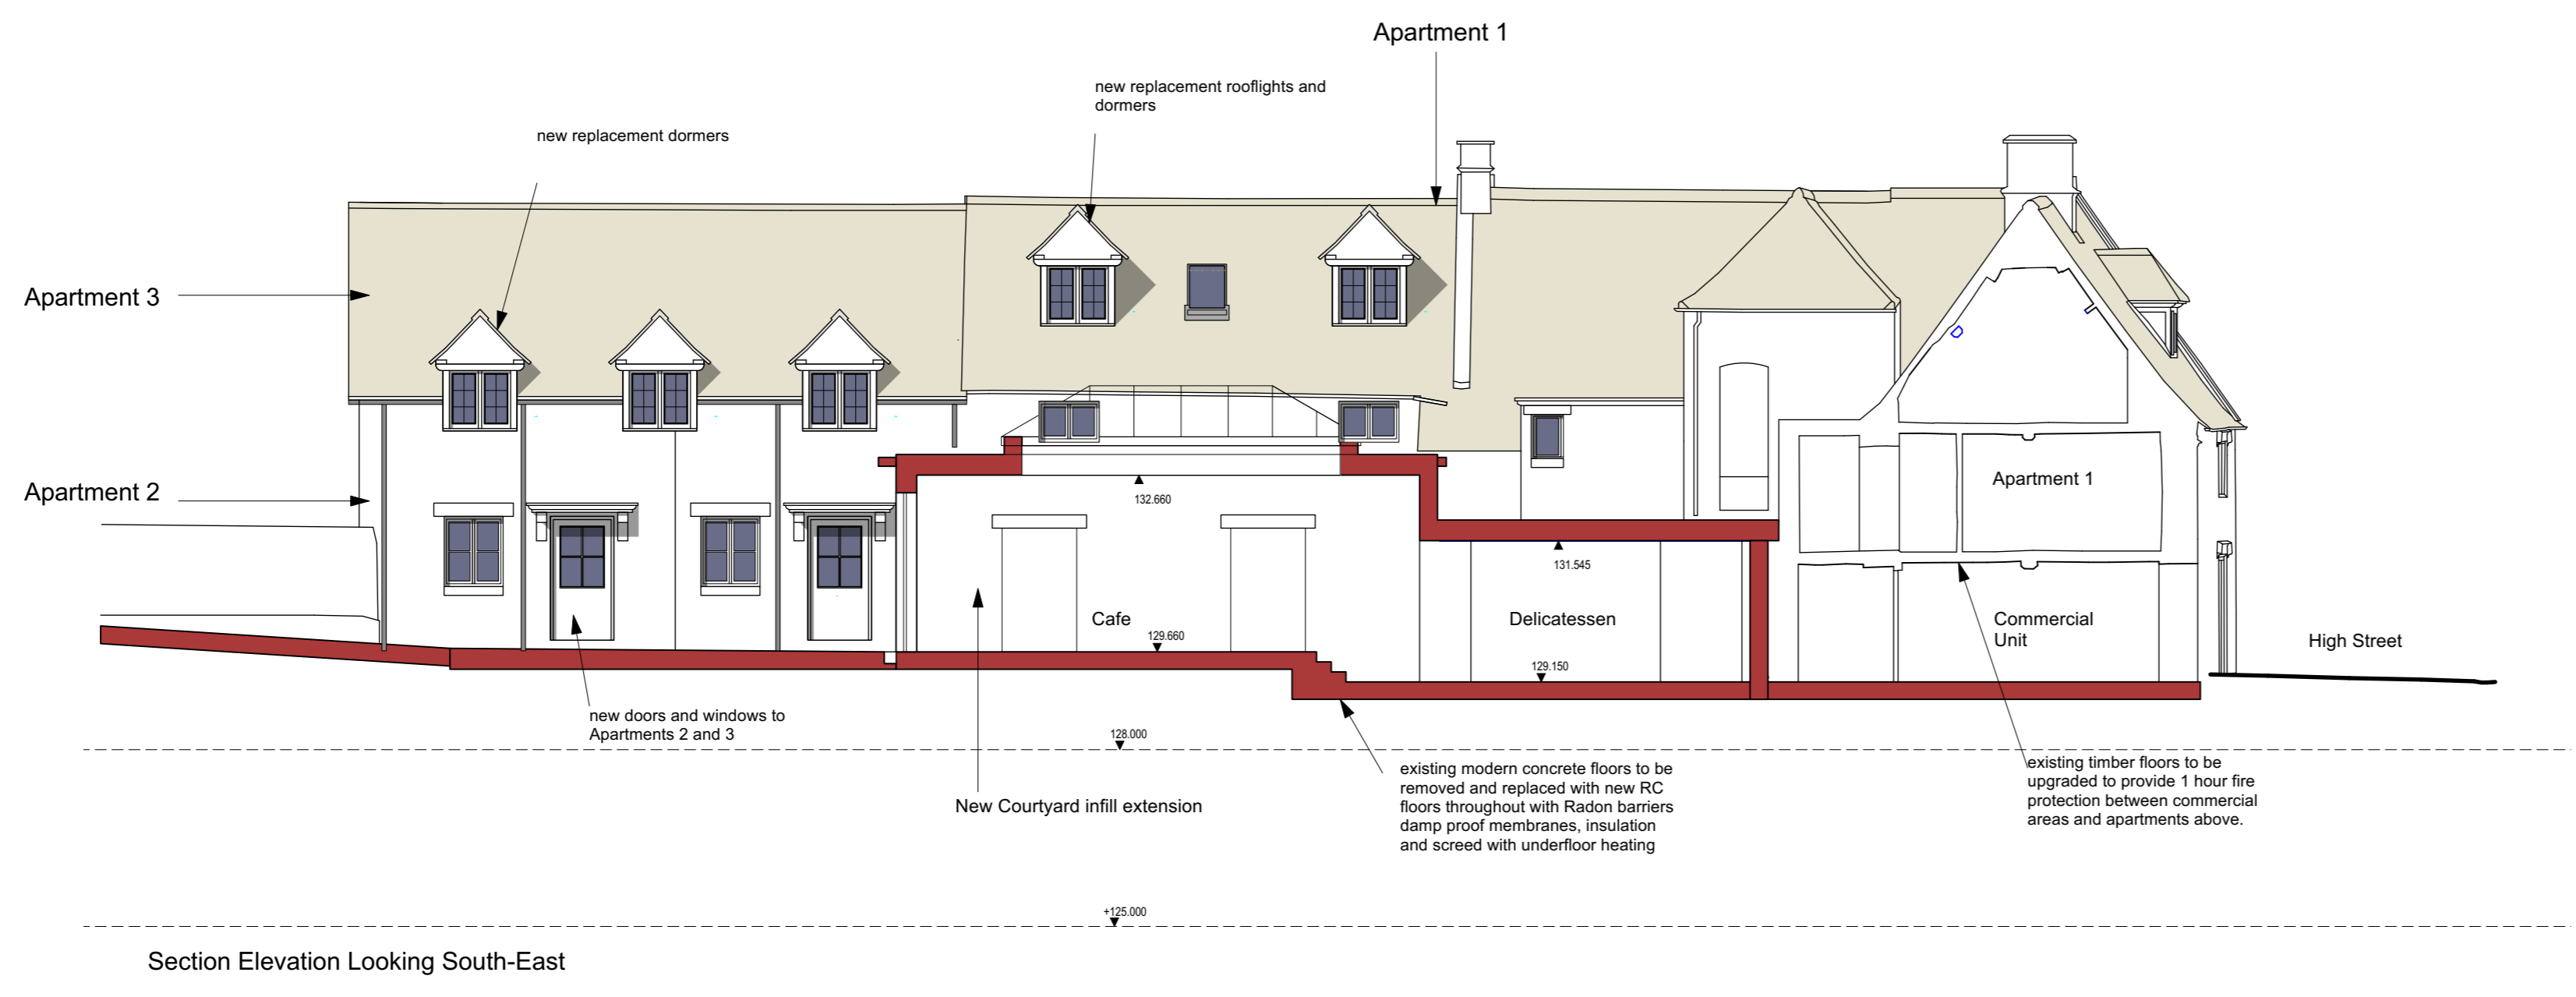 Apartment 1
new replacement rooflights and
dormers
new replacement dormers
Apartment 3
Apartment 2
Apartment 1
132.660
131.545
Cafe
129.660
Delicatessen
129.150
Commercial
Unit
High Street
new doors and windows to
Apartments 2 and 3
128.000
New Courtyard infill extension
existing modern concrete floors to be
removed and replaced with new RC
floors throughout with Radon barriers
damp proof membranes, insulation
and screed with underfloor heating
existing timber floors to be
upgraded to provide 1 hour fire
protection between commercial
areas and apartments above.
+125.000
Section Elevation Looking South-East